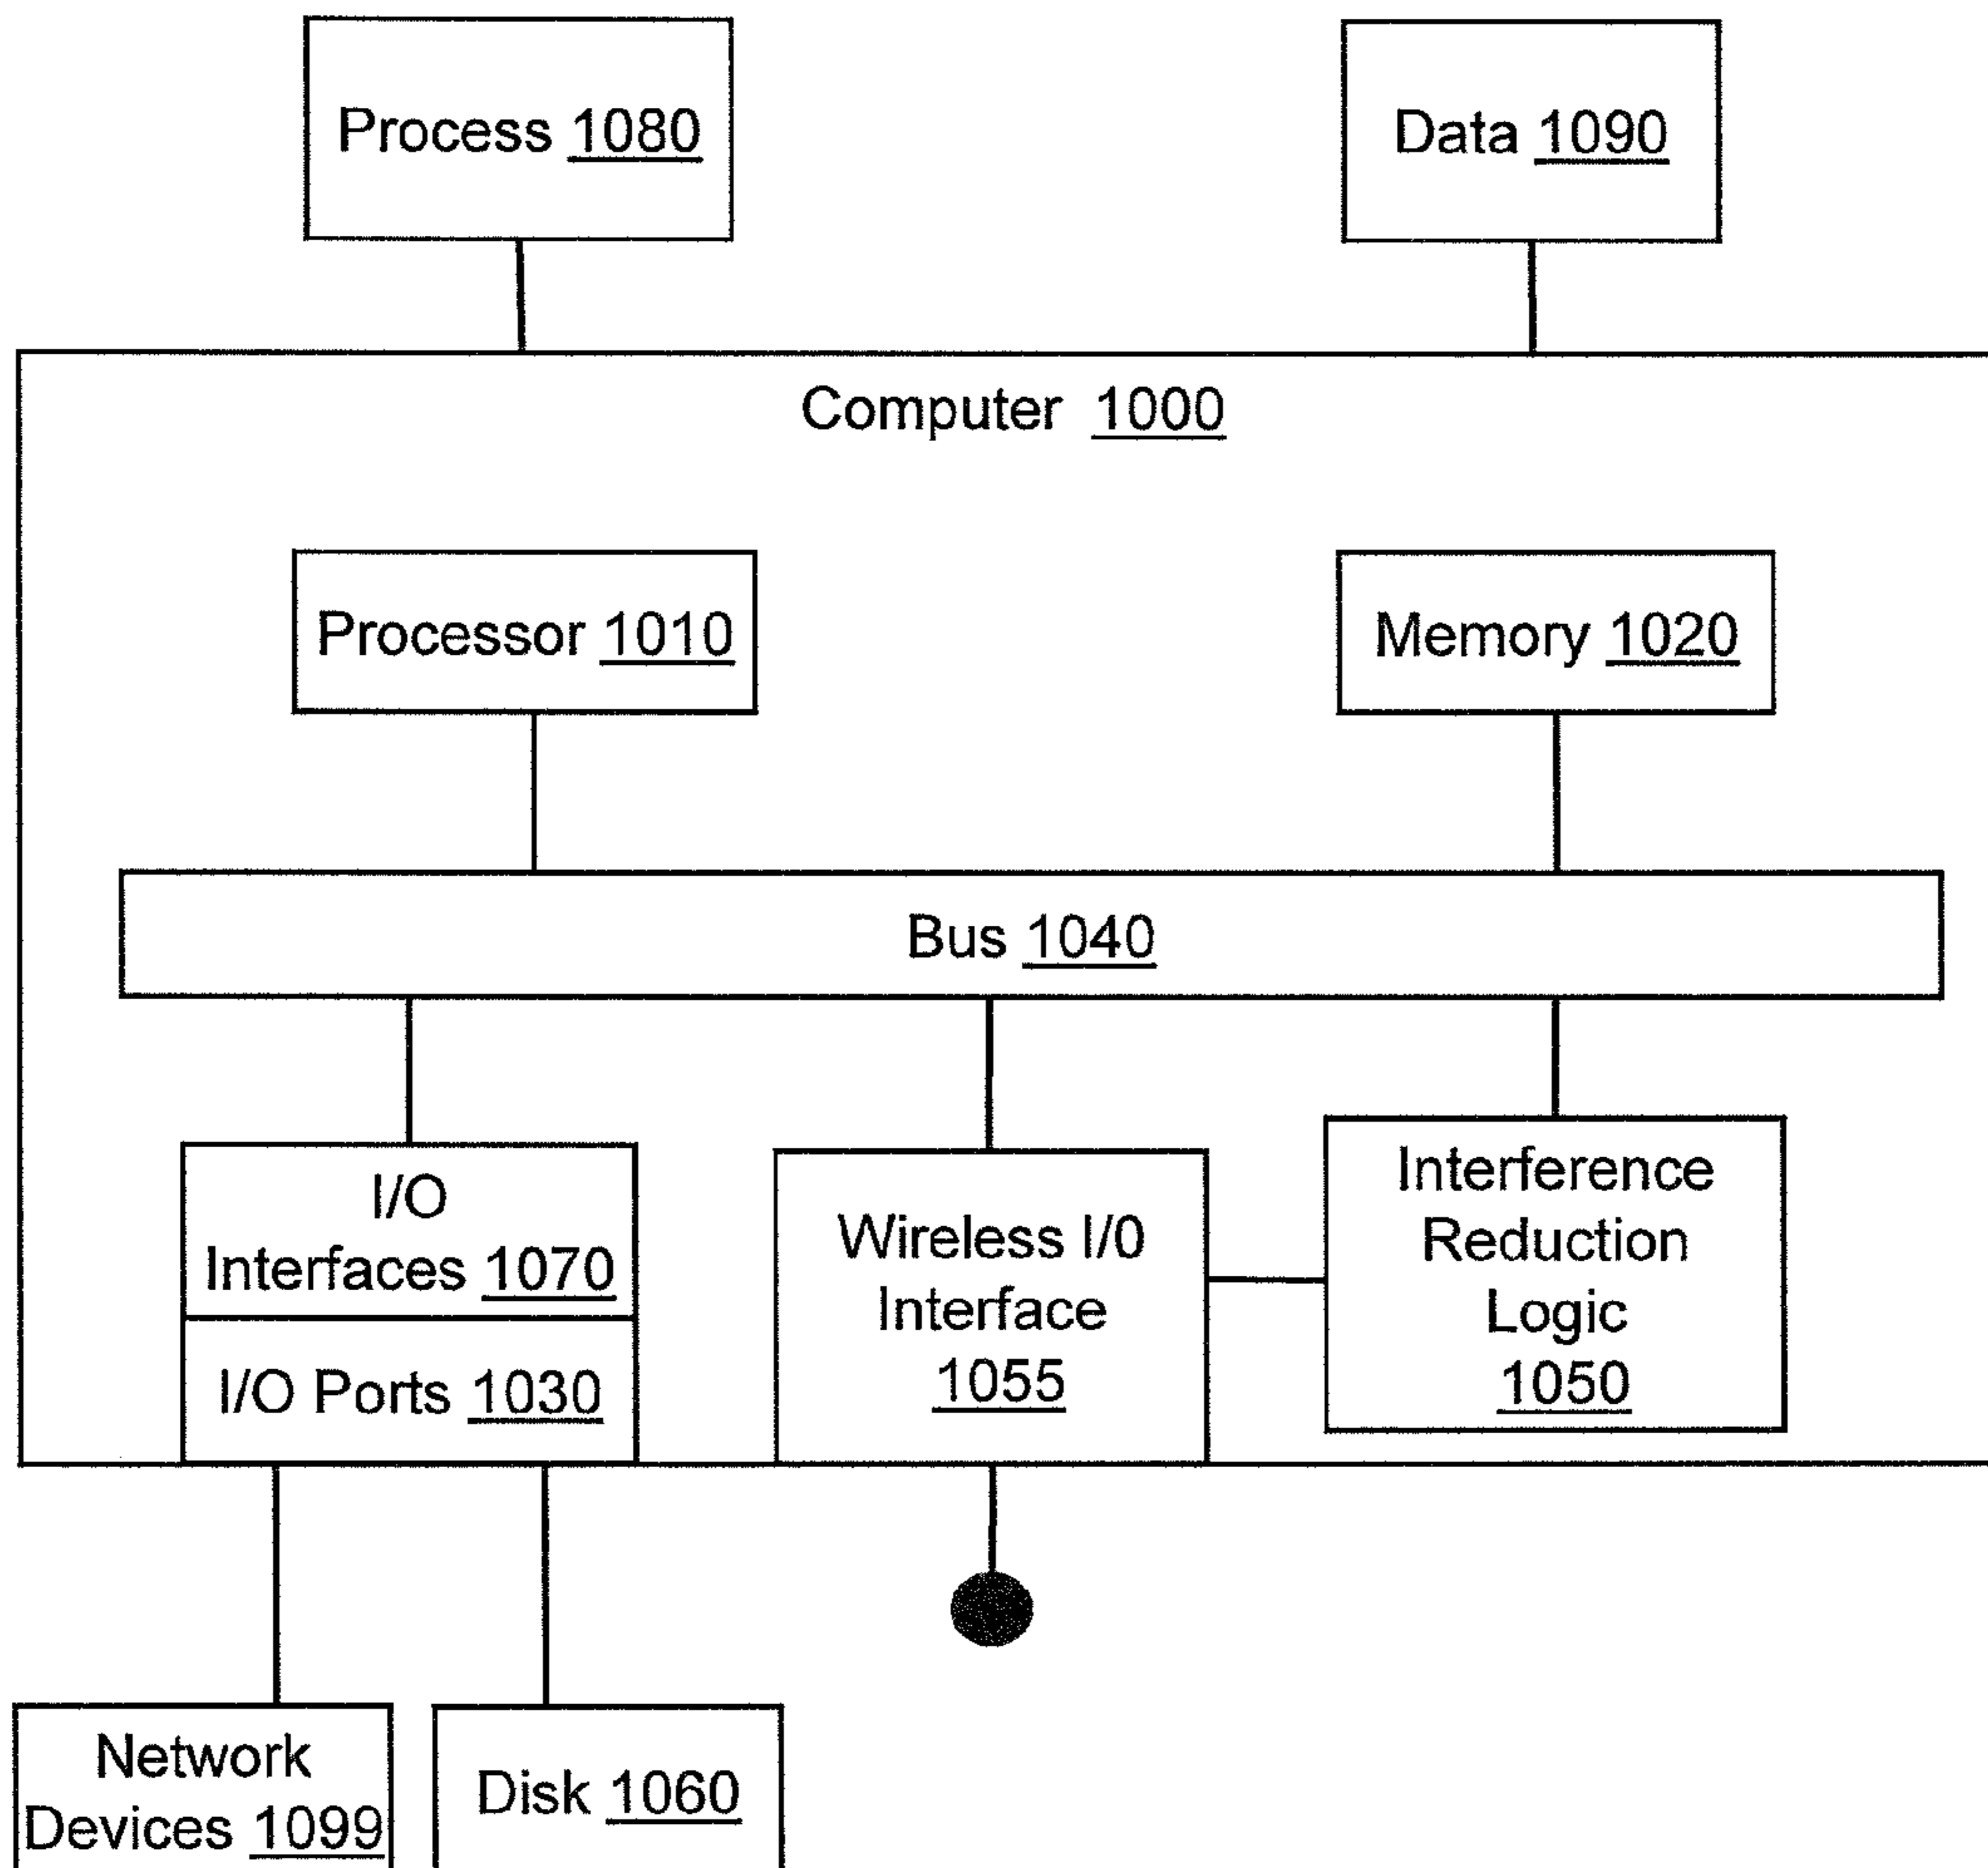 Process 1080
Data 1090
Computer 1000
Processor 1010
Memory 1020
Bus 1040
I/O
Interfaces 1070
I/O Ports 1030
Wireless I/0
Interface
1055
Interference
Reduction
Logic
1050
Network
Devices 1099
Disk 1060